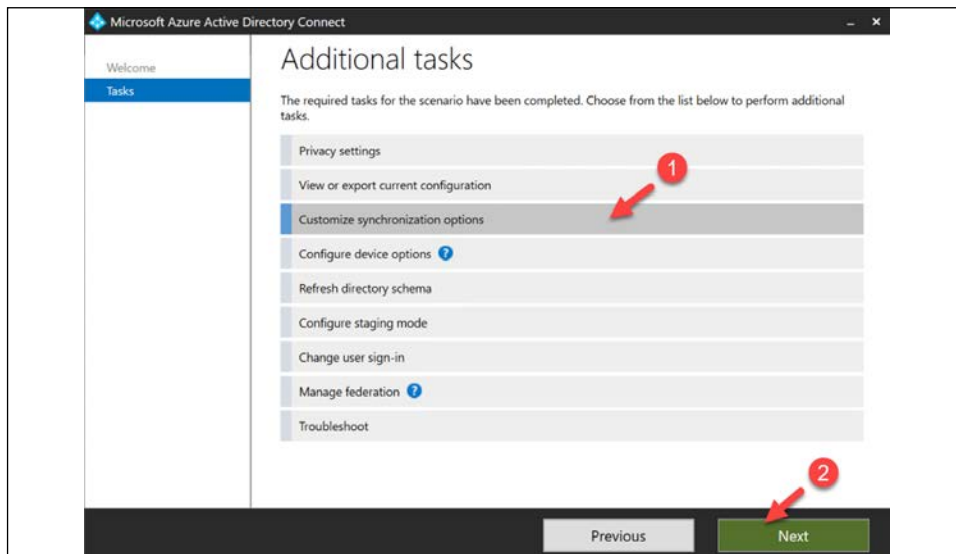 Microsoft Azure Active Directory Connect
Welcome
Tasks
Additional tasks
The required tasks for the scenario have been completed. Choose from the list below to perform additional
tasks.
Privacy settings
1
View or export current configuration
Customize synchronization options
Configure device options ?
Refresh directory schema
Configure staging mode
Change user sign-in
Manage federation ?
Troubleshoot
2
Previous
Next